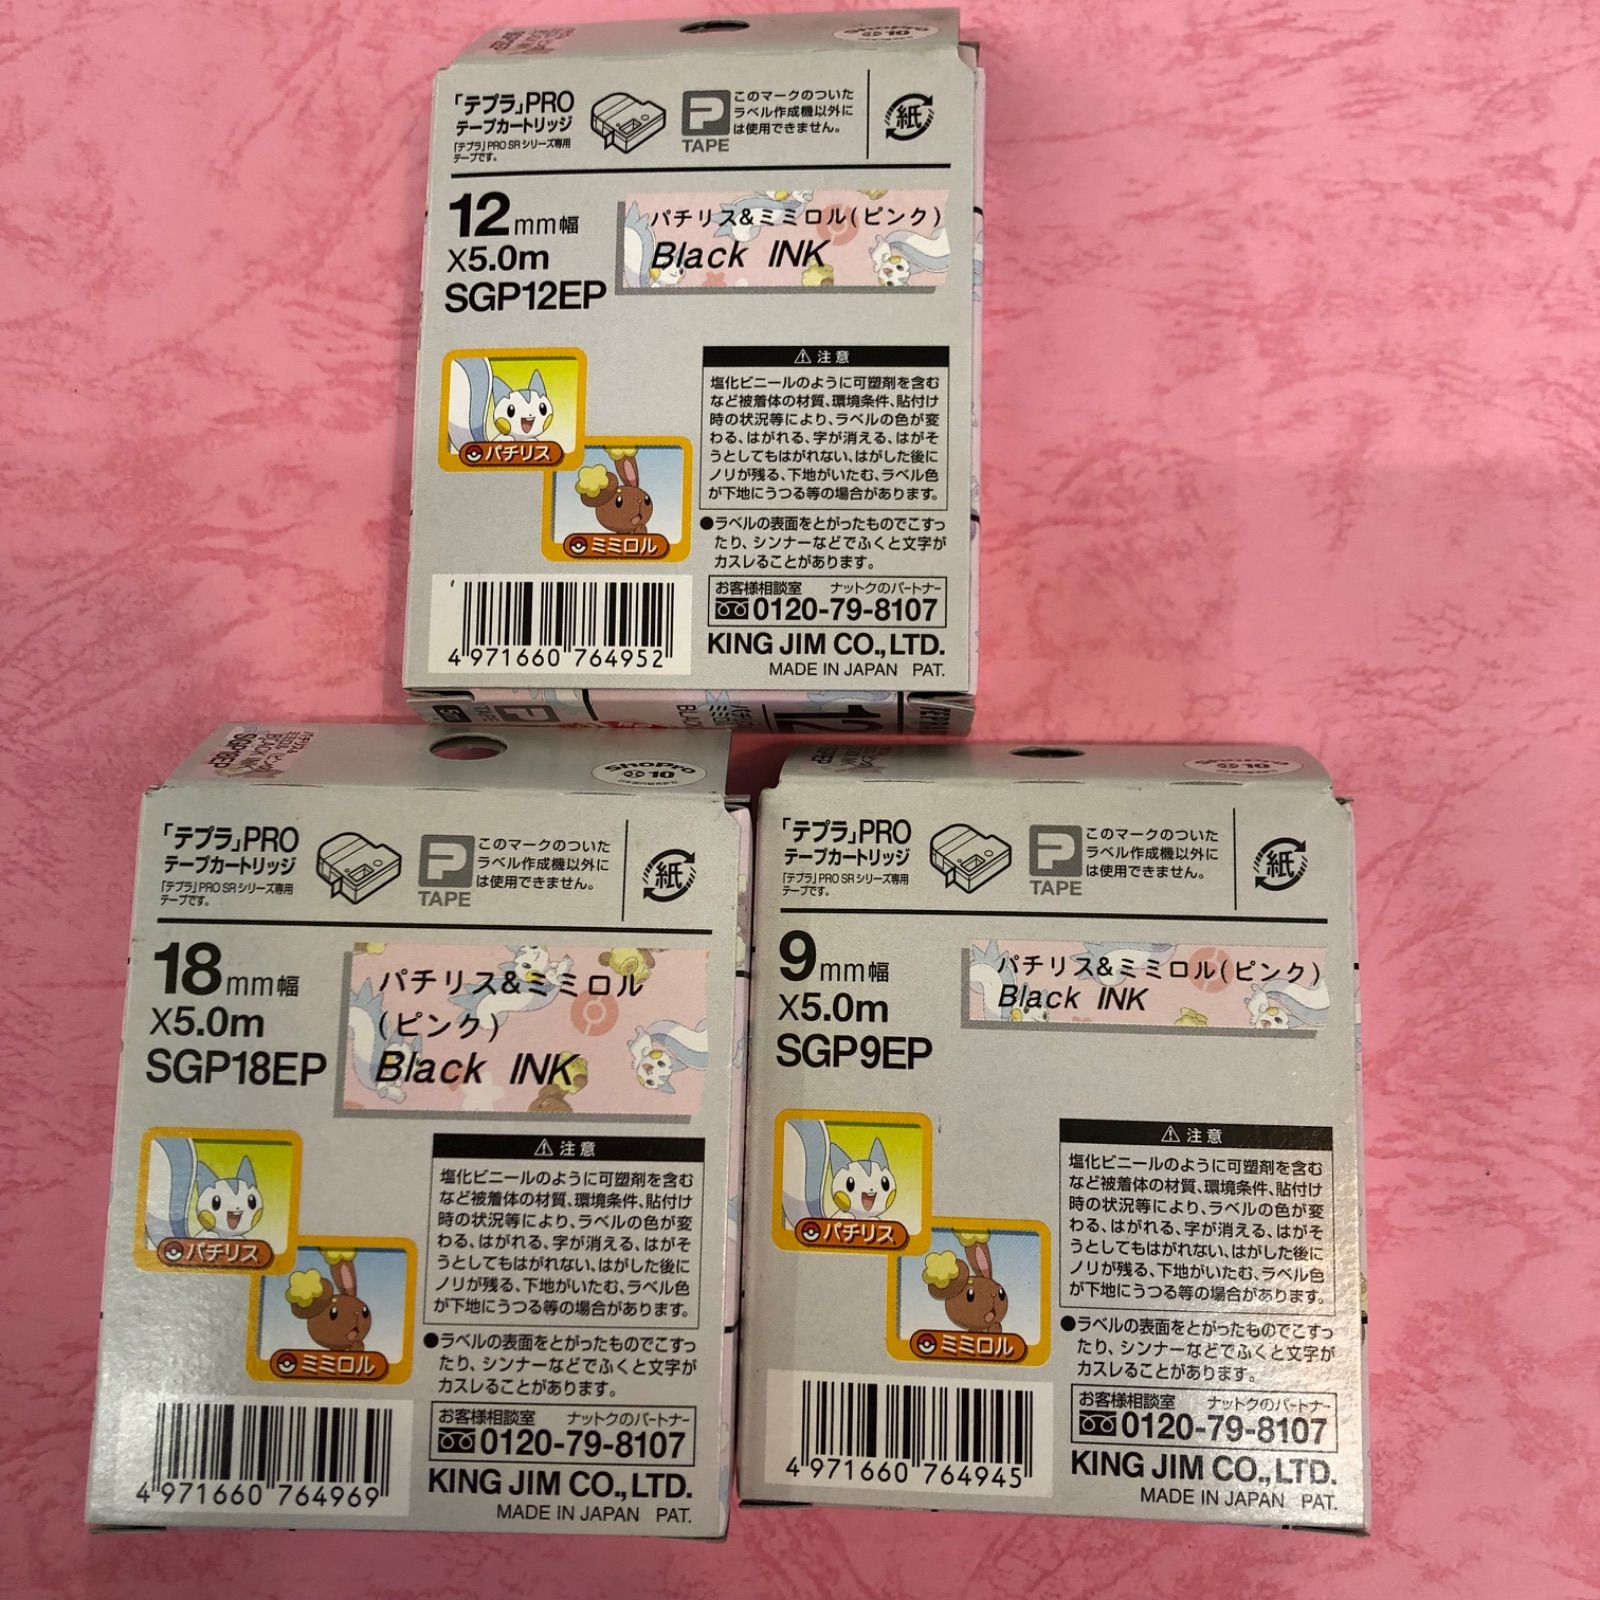 ShoPro
10
「テプラ」PRO
テープカートリッジ
「テプラ」PRO SRシリーズ専用
テープです。
P
TAPE
このマークのついた
ラベル作成機以外に
は使用できません。
紙
12mm幅
X5.0m
SGP12EP
パチリス&ミミロル(ピンク)
Black INK
パチリス
ミミロル
⚠注意
塩化ビニールのように可塑剤を含む
など被着体の材質、環境条件、貼付け
時の状況等により、ラベルの色が変
わる、はがれる、字が消える、はがそ
うとしてもはがれない、はがした後に
ノリが残る、下地がいたむ、ラベル色
が下地にうつる等の場合があります。
●ラベルの表面をとがったものでこすっ
たり、シンナーなどでふくと文字が
カスレることがあります。
お客様相談室 ナットクのパートナー
0120-79-8107
KING JIM CO.,LTD.
MADE IN JAPAN PAT.
4 971660 764952
12
BLACK
パチリス&
ミミロル(ピンク)
BLACK INK
SGP18EP
ShoPro
10
「テプラ」PRO
テープカートリッジ
「テプラ」PRO SRシリーズ専用
テープです。
P
TAPE
このマークのついた
ラベル作成機以外に
は使用できません。
紙
18mm幅
X5.0m
SGP18EP
パチリス&ミミロル
(ピンク)
Black INK
パチリス
ミミロル
⚠注意
塩化ビニールのように可塑剤を含む
など被着体の材質、環境条件、貼付け
時の状況等により、ラベルの色が変
わる、はがれる、字が消える、はがそ
うとしてもはがれない、はがした後に
ノリが残る、下地がいたむ、ラベル色
が下地にうつる等の場合があります。
●ラベルの表面をとがったものでこすっ
たり、シンナーなどでふくと文字が
カスレることがあります。
お客様相談室 ナットクのパートナー
0120-79-8107
KING JIM CO.,LTD.
MADE IN JAPAN PAT.
4 971660 764969
ShoPro
10
「テプラ」PRO
テープカートリッジ
「テプラ」PRO SRシリーズ専用
テープです。
P
TAPE
このマークのついた
ラベル作成機以外に
は使用できません。
紙
9mm幅
X5.0m
SGP9EP
パチリス&ミミロル(ピンク)
Black INK
パチリス
ミミロル
⚠注意
塩化ビニールのように可塑剤を含む
など被着体の材質、環境条件、貼付け
時の状況等により、ラベルの色が変
わる、はがれる、字が消える、はがそ
うとしてもはがれない、はがした後に
ノリが残る、下地がいたむ、ラベル色
が下地にうつる等の場合があります。
●ラベルの表面をとがったものでこすっ
たり、シンナーなどでふくと文字が
カスレることがあります。
お客様相談室 ナットクのパートナー
0120-79-8107
KING JIM CO.,LTD.
MADE IN JAPAN PAT.
4 971660 764945